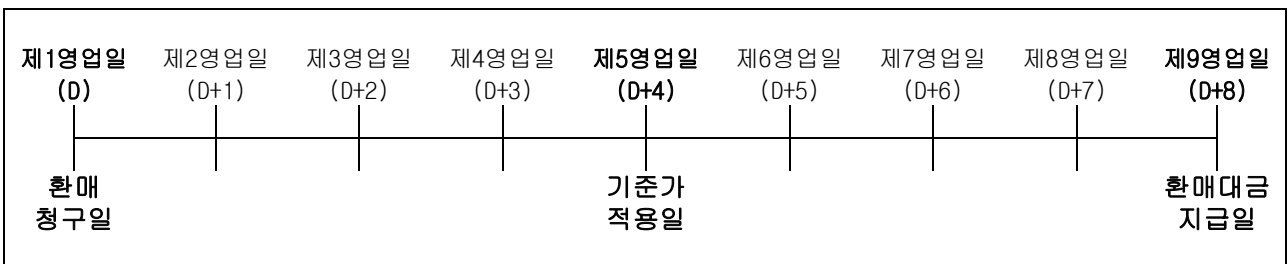 제1영업일 제2영업일 제3영업일 제4영업일 제5영업일 제6영업일 제7영업일 제8영업일 제9영업일
(D) (D+1) (D+2) (D+3) (D+4) (D+5) (D+6) (D+7) (D+8)
환매 기준가 환매대금
청구일 적용일 지급일